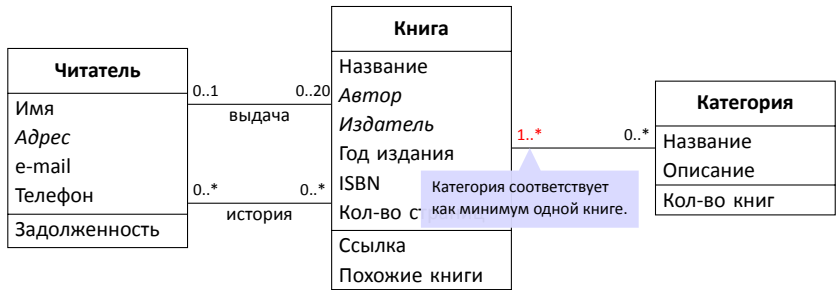 Читатель
Имя
Адрес
e-mail
Телефон
Задолженность
0..1
0..20
выдача
0..*
0..*
история
Книга
Название
Автор
Издатель
Год издания
ISBN
Кол-во
Ссылка
Похожие книги
1..*
0..*
Категория соответствует
как минимум одной книге.
Категория
Название
Описание
Кол-во книг